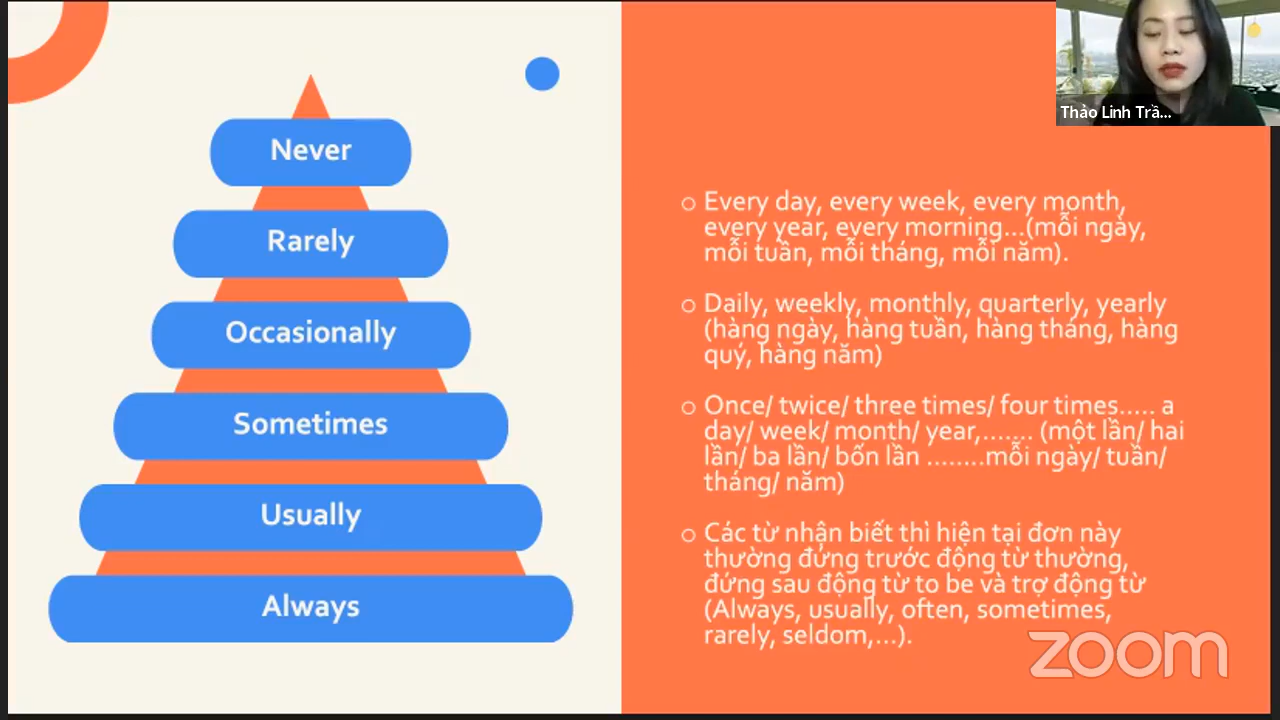 Never
Rarely
Occasionally
Sometimes
Usually
Always
Thảo Linh Trầ...
Every day, every week, every month,
every year, every morning...(mỗi ngày,
mỗi tuần, mỗi tháng, mỗi năm).
Daily, weekly, monthly, quarterly, yearly
(hàng ngày, hàng tuần, hàng tháng, hàng
quý, hàng năm)
Once/ twice/ three times/ four times..... a
day/ week/ month/ year,....... (một lần/ hai
lần/ ba lần/ bốn lần ........mỗi ngày/ tuần/
tháng/ năm)
Các từ nhận biết thì hiện tại đơn này
thường đứng trước động từ thường,
đứng sau động từ to be và trợ động từ
(Always, usually, often, sometimes,
rarely, seldom,...).
zoom